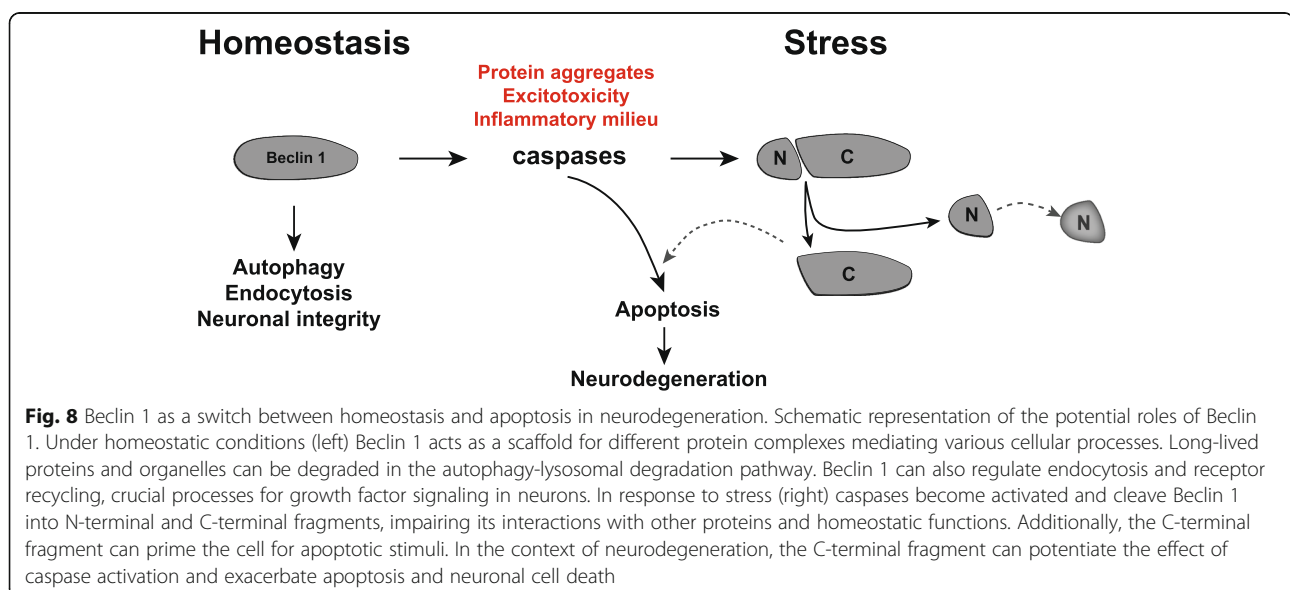 Homeostasis
Stress
Protein aggregates
Excitotoxicity
Inflammatory milieu
Beclin 1
caspases
N
C
N
N
C
Autophagy
Endocytosis
Neuronal integrity
Apoptosis
Neurodegeneration
Fig. 8 Beclin 1 as a switch between homeostasis and apoptosis in neurodegeneration. Schematic representation of the potential roles of Beclin
1. Under homeostatic conditions (left) Beclin 1 acts as a scaffold for different protein complexes mediating various cellular processes. Long-lived
proteins and organelles can be degraded in the autophagy-lysosomal degradation pathway. Beclin 1 can also regulate endocytosis and receptor
recycling, crucial processes for growth factor signaling in neurons. In response to stress (right) caspases become activated and cleave Beclin 1
into N-terminal and C-terminal fragments, impairing its interactions with other proteins and homeostatic functions. Additionally, the C-terminal
fragment can prime the cell for apoptotic stimuli. In the context of neurodegeneration, the C-terminal fragment can potentiate the effect of
caspase activation and exacerbate apoptosis and neuronal cell death